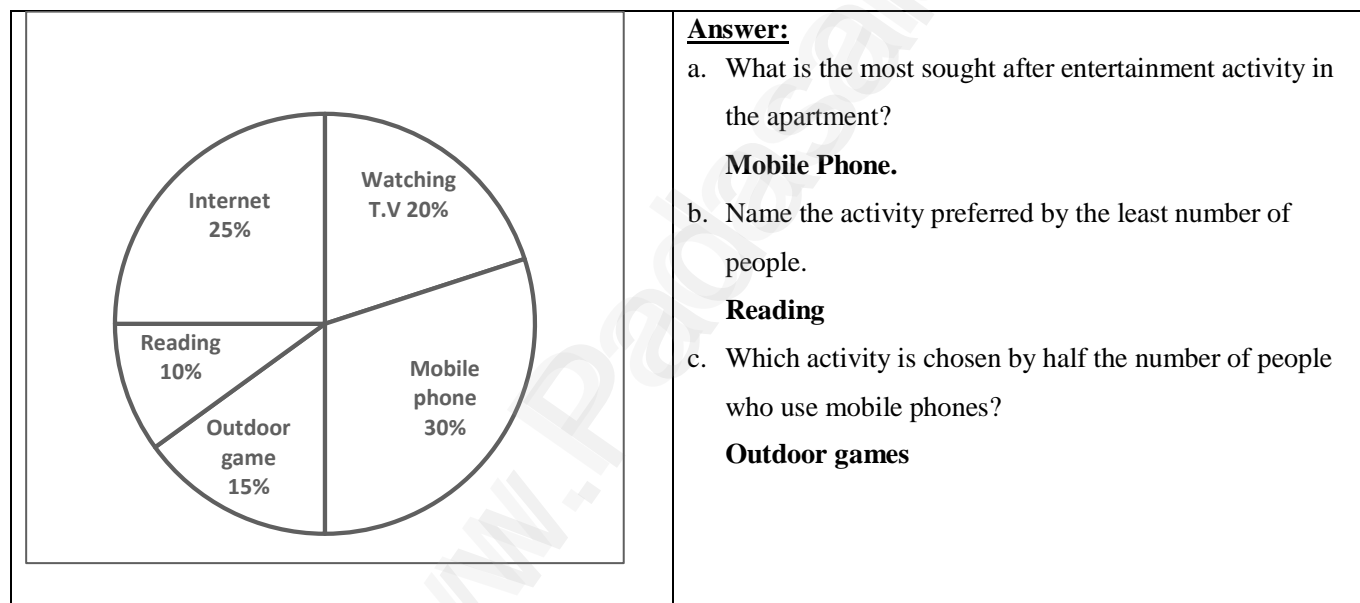 Internet
25%
Watching
T.V 20%
Reading
10%
Mobile
phone
30%
Outdoor
game
15%
Answer:
a. What is the most sought after entertainment activity in
the apartment?
Mobile Phone.
b. Name the activity preferred by the least number of
people.
Reading
c. Which activity is chosen by half the number of people
who use mobile phones?
Outdoor games